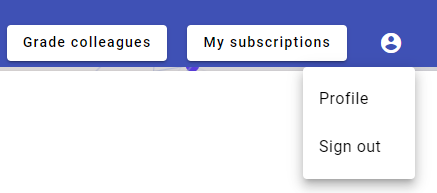 Grade colleagues
My subscriptions
Profile
Sign out